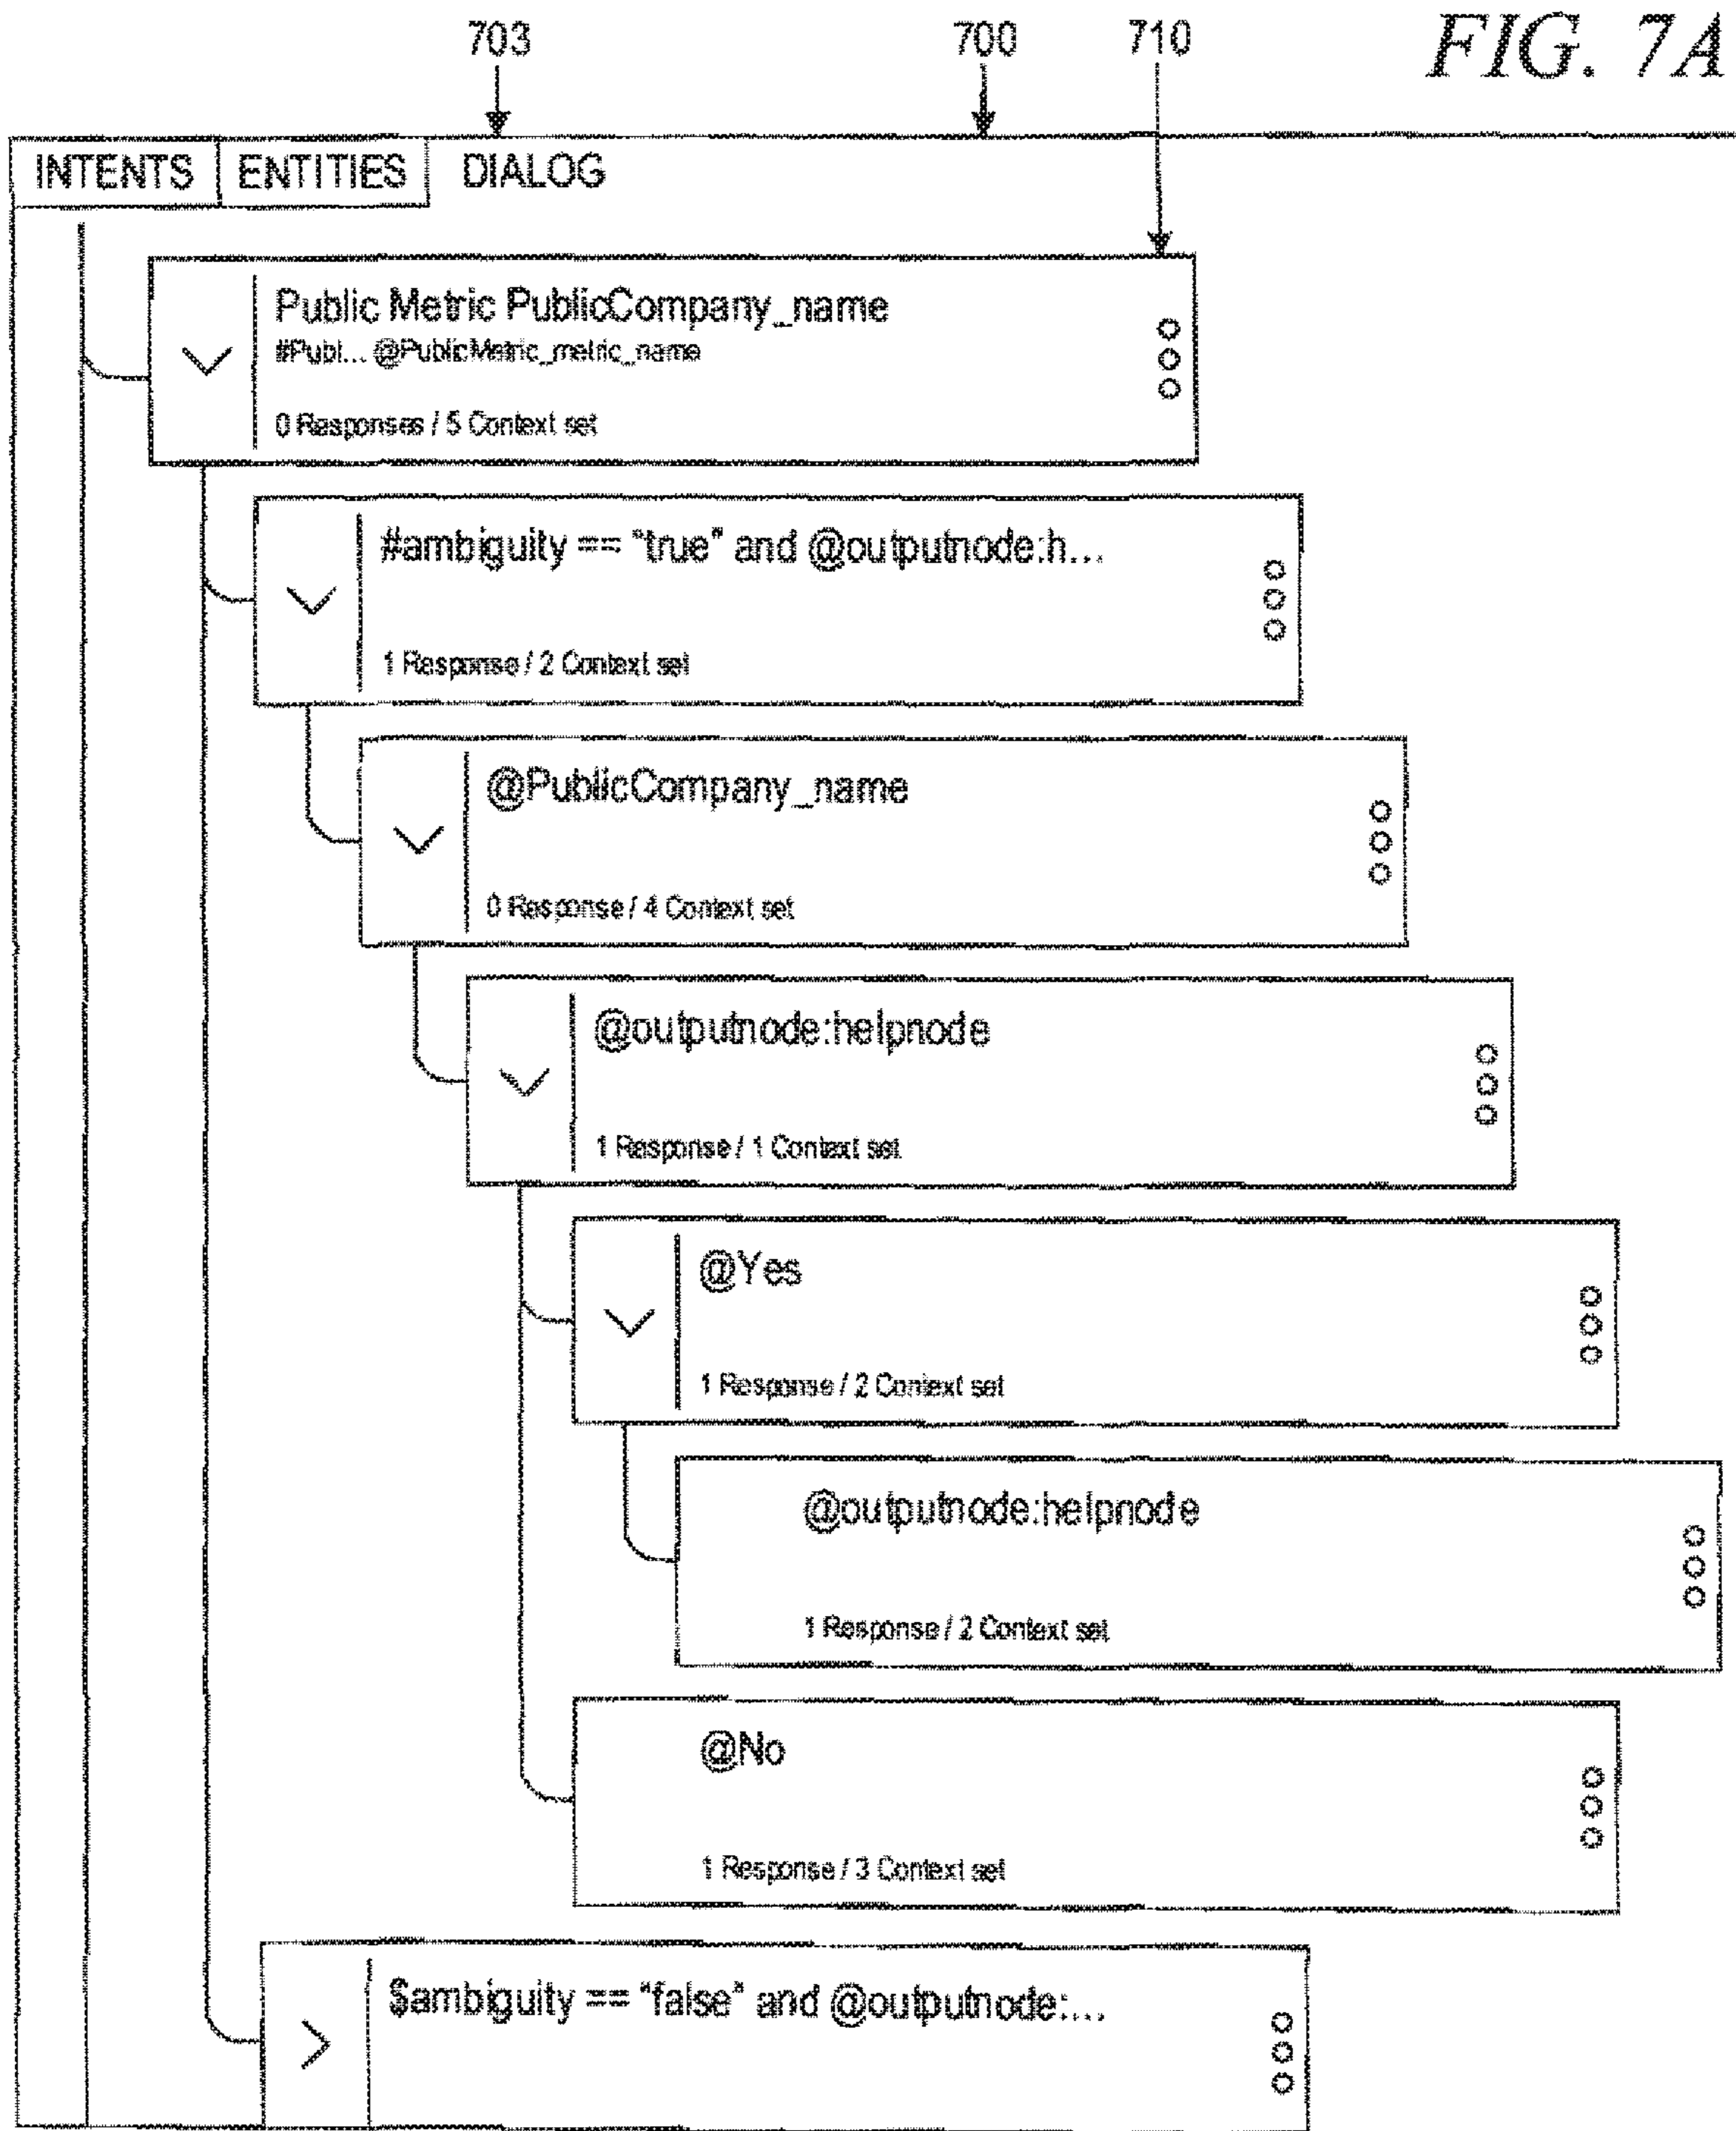 703 700 710 FIG. 7A
INTENTS ENTITIES DIALOG
Public Metric PublicCompany_name
#Publ... @PublicMetric_metric_name
0 Responses / 5 Context set
#ambiguity == "true" and @outputnode:h...
1 Response / 2 Context set
@PublicCompany_name
0 Response / 4 Context set
@outputnode:helpnode
1 Response / 1 Context set
@Yes
1 Response / 2 Context set
@outputnode:helpnode
1 Response / 2 Context set
@No
1 Response / 3 Context set
$ambiguity == "false" and @outputnode:...